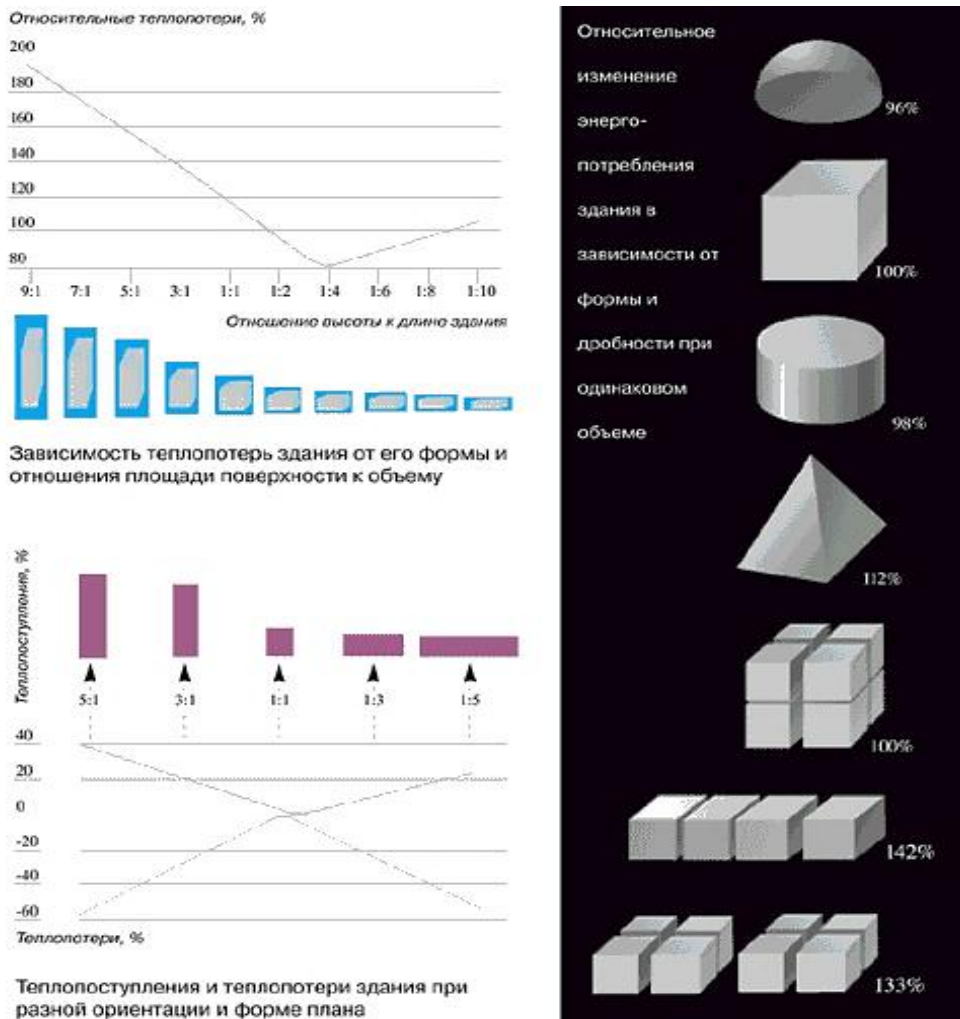 Относительные теплопотери, %
200
180
160
140
120
100
80
9:1 7:1 5:1 3:1 1:1 1:2 1:4 1:6 1:8 1:10
Отношение высоты к длине здания
Зависимость теплопотерь здания от его формы и
отношения площади поверхности к объему
Теплопоступления, %
5:1 3:1 1:1 1:3 1:5
40
20
0
-20
-40
-60
Теплопотери, %
Теплопоступления и теплопотери здания при
разной ориентации и форме плана
Относительное
изменение
энерго-
потребления
здания в
зависимости от
формы и
дробности при
одинаковом
объеме
96%
100%
98%
112%
100%
142%
133%